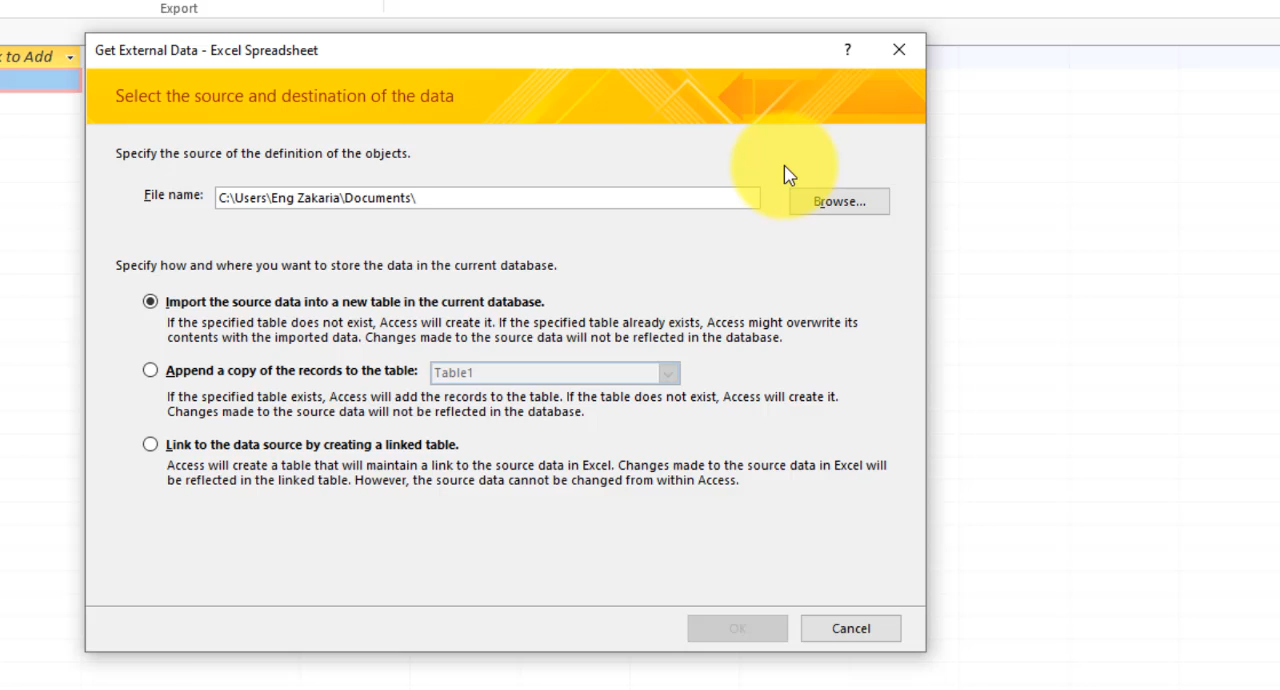 Export
to Add
Get External Data - Excel Spreadsheet
?
Select the source and destination of the data
Specify the source of the definition of the objects.
File name:
C:\Users\Eng Zakaria\Documents\
Browse...
Specify how and where you want to store the data in the current database.
Import the source data into a new table in the current database.
If the specified table does not exist, Access will create it. If the specified table already exists, Access might overwrite its
contents with the imported data. Changes made to the source data will not be reflected in the database.
Append a copy of the records to the table:
Table1
If the specified table exists, Access will add the records to the table. If the table does not exist, Access will create it.
Changes made to the source data will not be reflected in the database.
Link to the data source by creating a linked table.
Access will create a table that will maintain a link to the source data in Excel. Changes made to the source data in Excel will
be reflected in the linked table. However, the source data cannot be changed from within Access.
OK
Cancel